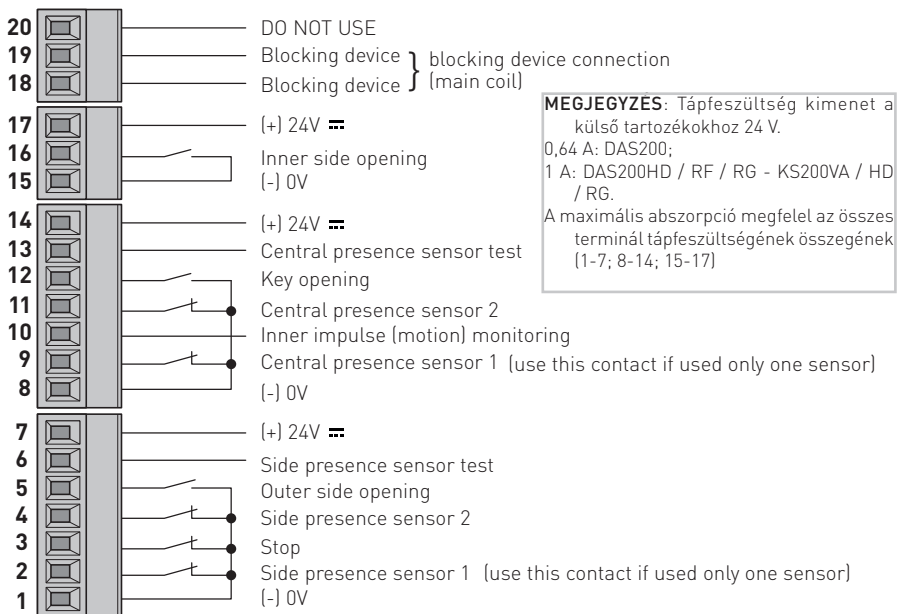 20 DO NOT USE
19 Blocking device
18 Blocking device
} blocking device connection
(main coil)
17 (+) 24V ⎓
16 Inner side opening
15 (-) 0V
14 (+) 24V ⎓
13 Central presence sensor test
12 Key opening
11 Central presence sensor 2
10 Inner impulse (motion) monitoring
9 Central presence sensor 1 (use this contact if used only one sensor)
8 (-) 0V
7 (+) 24V ⎓
6 Side presence sensor test
5 Outer side opening
4 Side presence sensor 2
3 Stop
2 Side presence sensor 1 (use this contact if used only one sensor)
1 (-) 0V
MEGJEGYZÉS: Tápfeszültség kimenet a
külső tartozékokhoz 24 V.
0,64 A: DAS200;
1 A: DAS200HD / RF / RG - KS200VA / HD
/ RG.
A maximális abszorpció megfelel az összes
terminál tápfeszültségének összegének
(1-7; 8-14; 15-17)